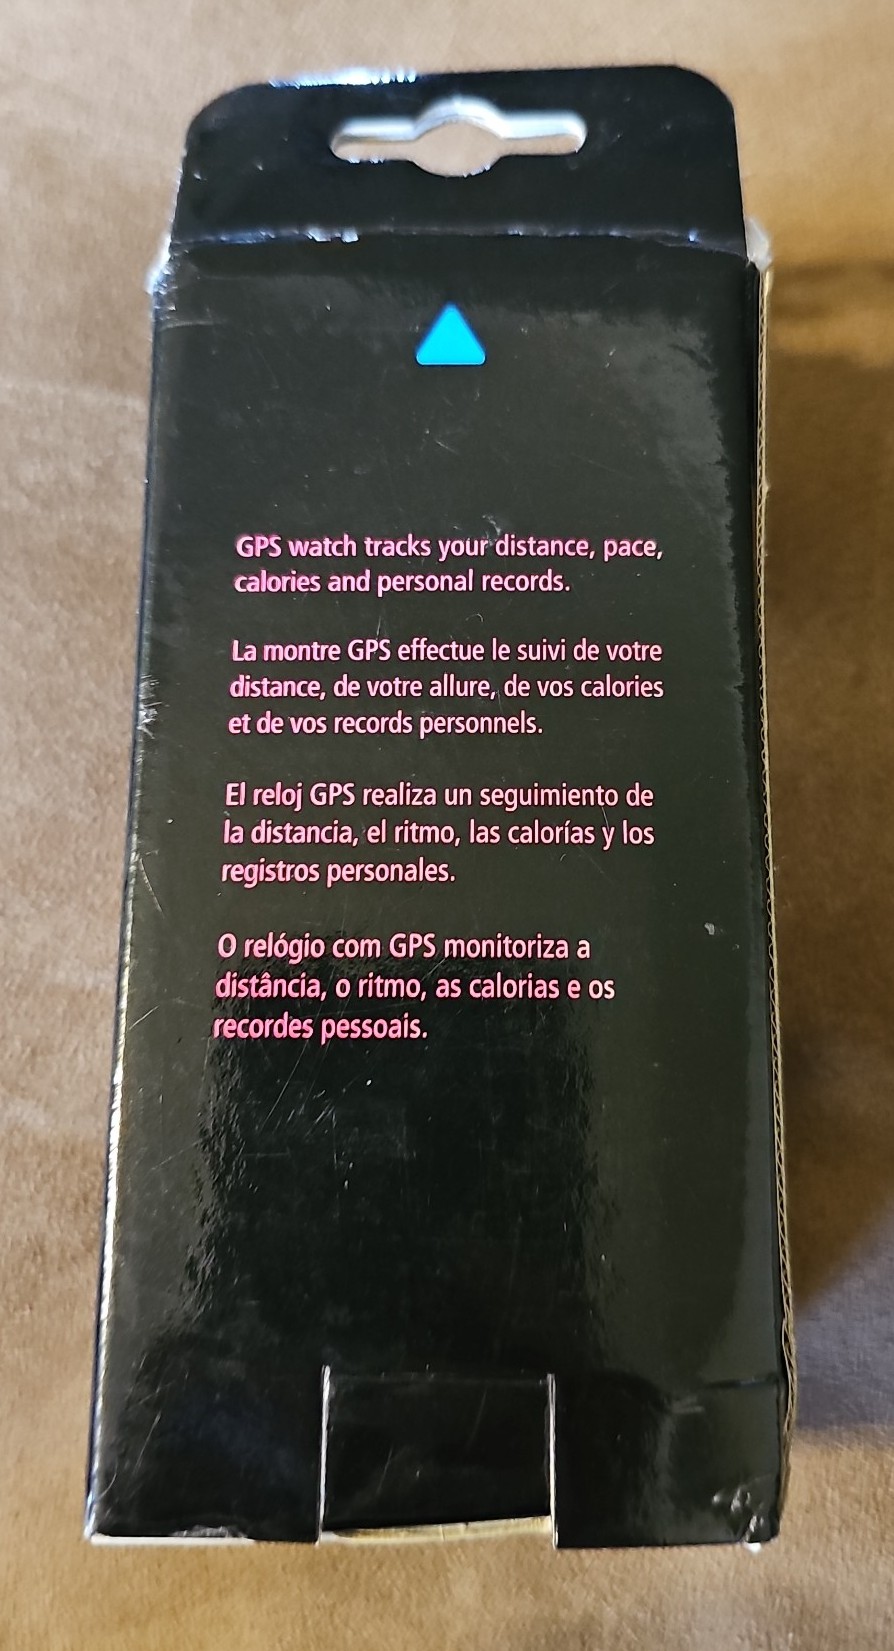 GPS watch tracks your distance, pace,
calories and personal records.
La montre GPS effectue le suivi de votre
distance, de votre allure, de vos calories
et de vos records personnels.
El reloj GPS realiza un seguimiento de
la distancia, el ritmo, las calorías y los
registros personales.
O relógio com GPS monitoriza a
distância, o ritmo, as calorias e os
recordes pessoais.